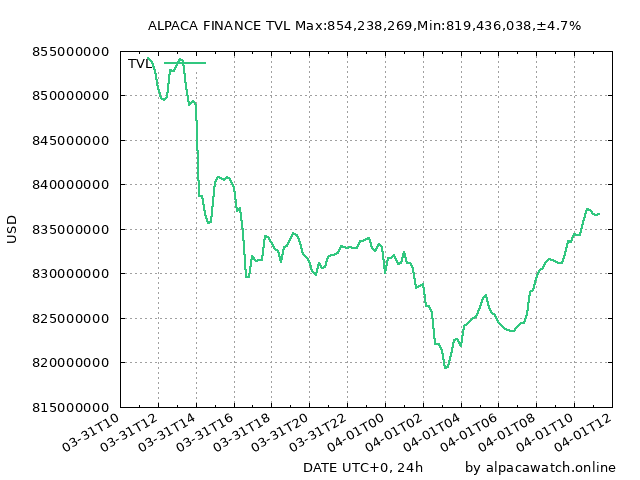 ALPACA FINANCE TVL Max:854,238,269,Min:819,436,038,±4.7%
855000000
850000000
845000000
840000000
835000000
830000000
825000000
820000000
815000000
TVL
USD
03-31T10
03-31T12
03-31T14
03-31T16
03-31T18
03-31T20
03-31T22
04-01T00
04-01T02
04-01T04
04-01T06
04-01T08
04-01T10
04-01T12
DATE UTC+0, 24h
by alpacawatch.online